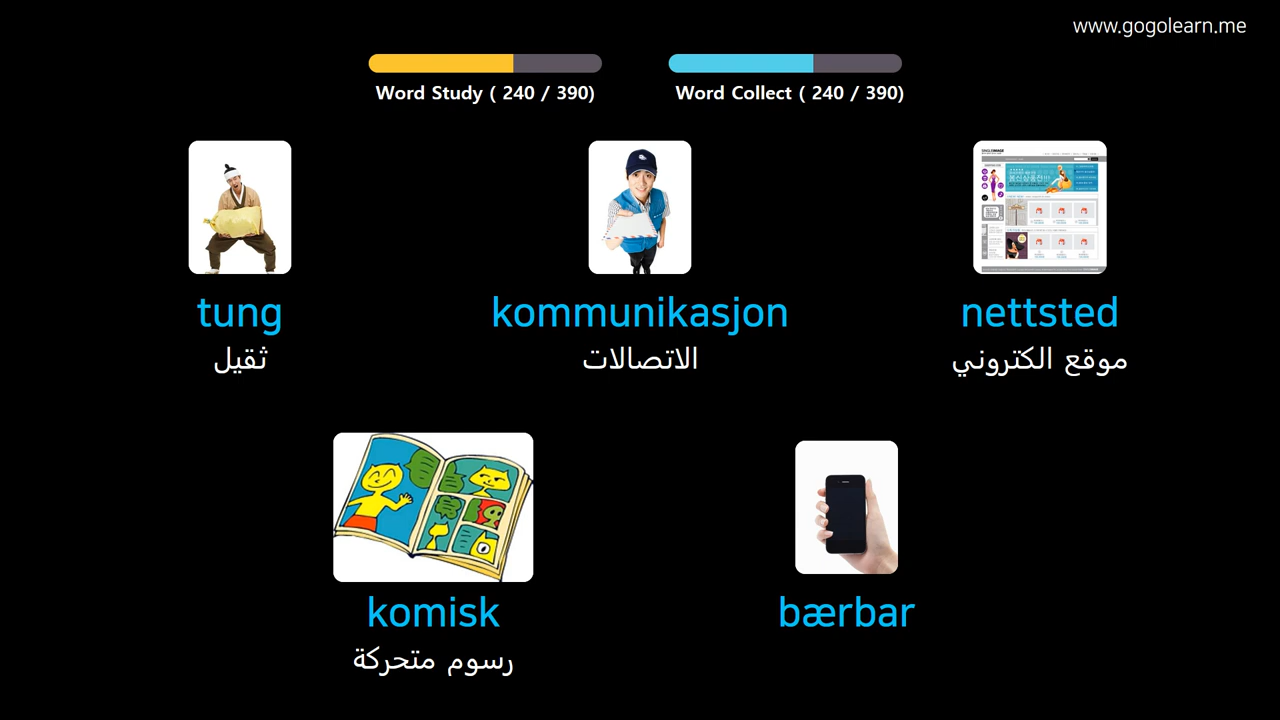 www.gogolearn.me
Word Study ( 240 / 390)
Word Collect ( 240 / 390)
tung
ثقيل
kommunikasjon
الاتصالات
nettsted
موقع الكتروني
komisk
رسوم متحركة
bærbar